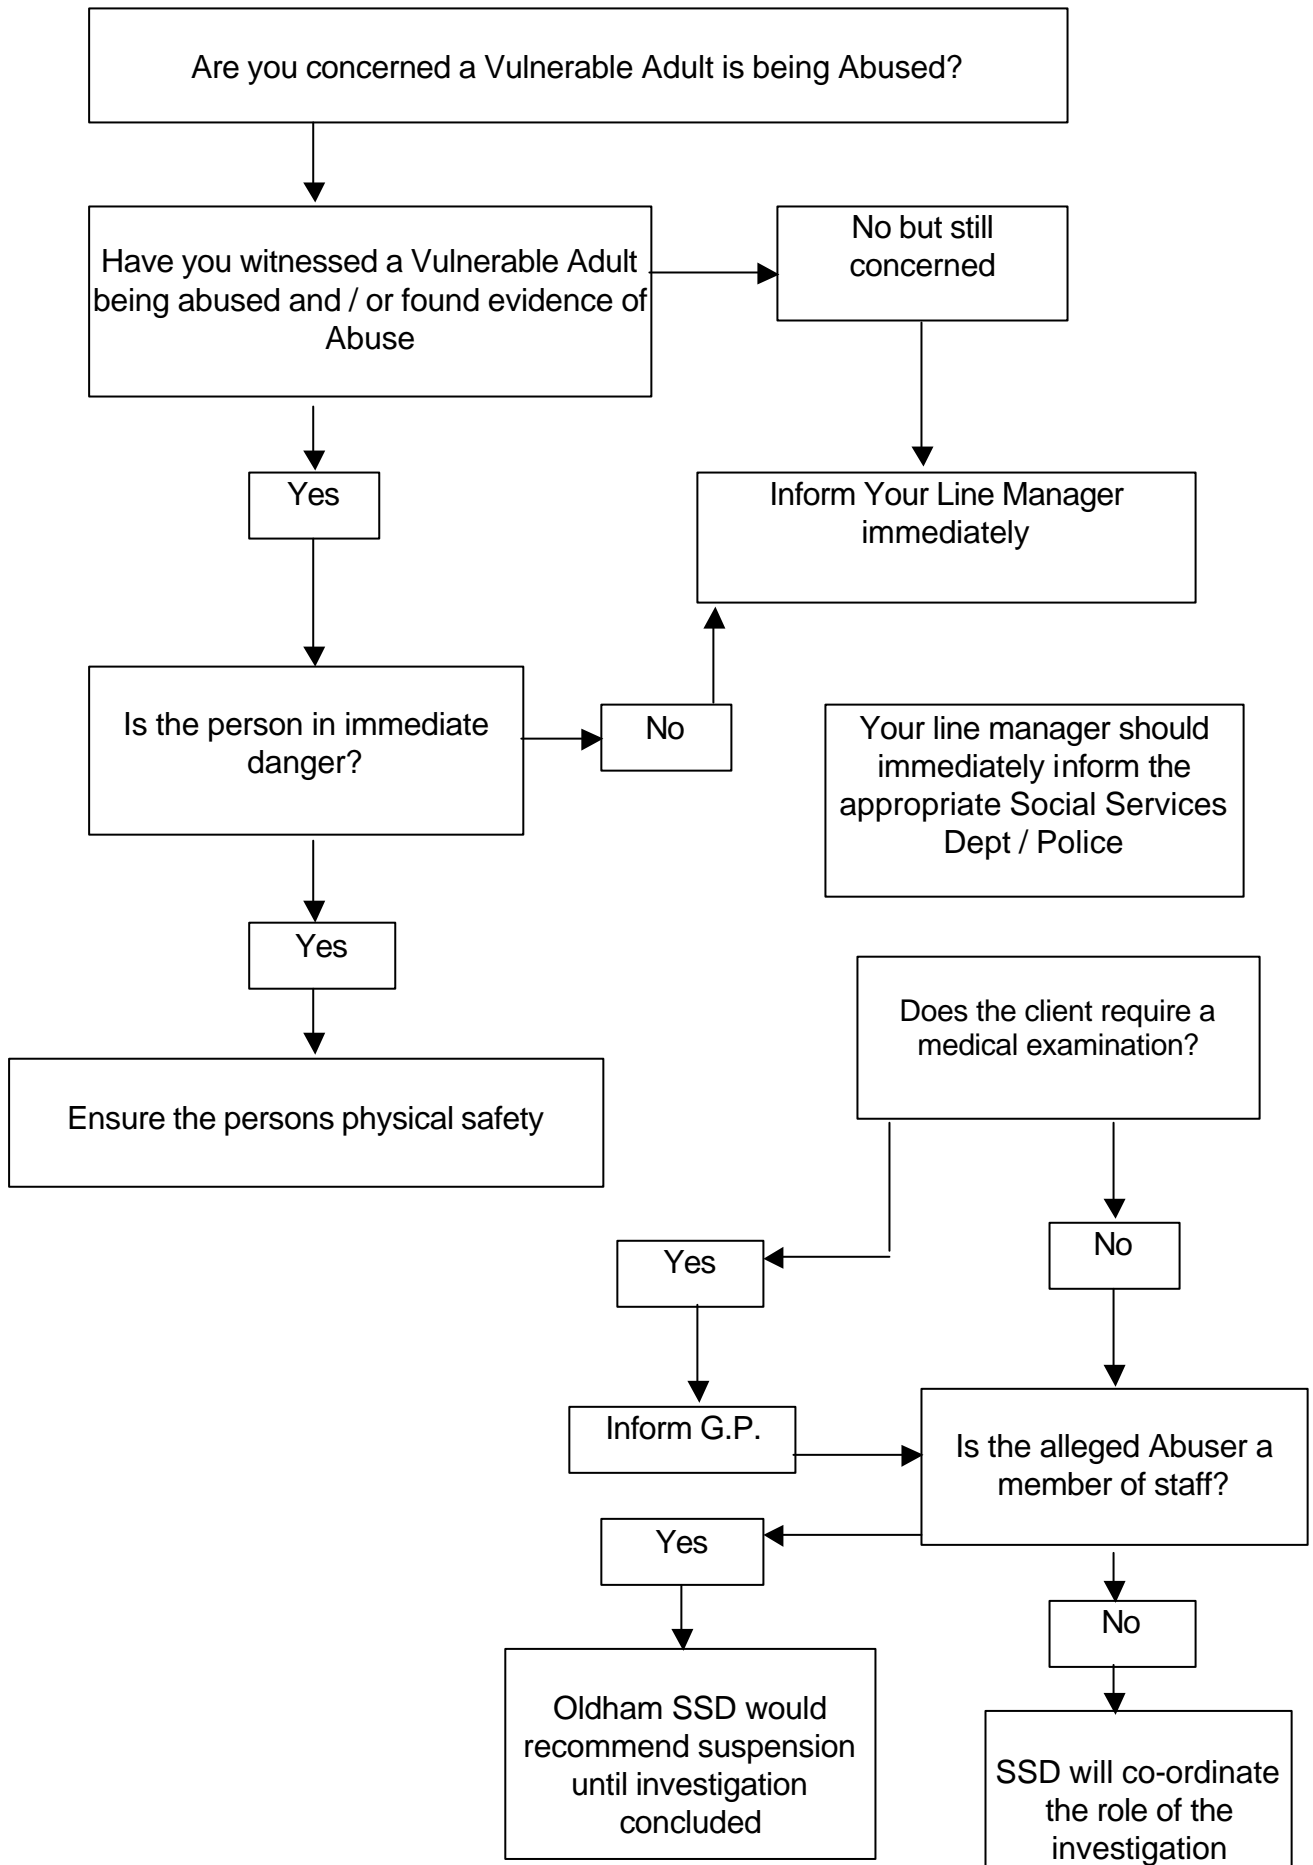 Are you concerned a Vulnerable Adult is being Abused?
Have you witnessed a Vulnerable Adult
being abused and / or found evidence of
Abuse
No but still
concerned
Yes
Inform Your Line Manager
immediately
Is the person in immediate
danger?
No
Your line manager should
immediately inform the
appropriate Social Services
Dept / Police
Yes
Ensure the persons physical safety
Does the client require a
medical examination?
Yes
No
Inform G.P.
Is the alleged Abuser a
member of staff?
Yes
No
Oldham SSD would
recommend suspension
until investigation
concluded
SSD will co-ordinate
the role of the
investigation